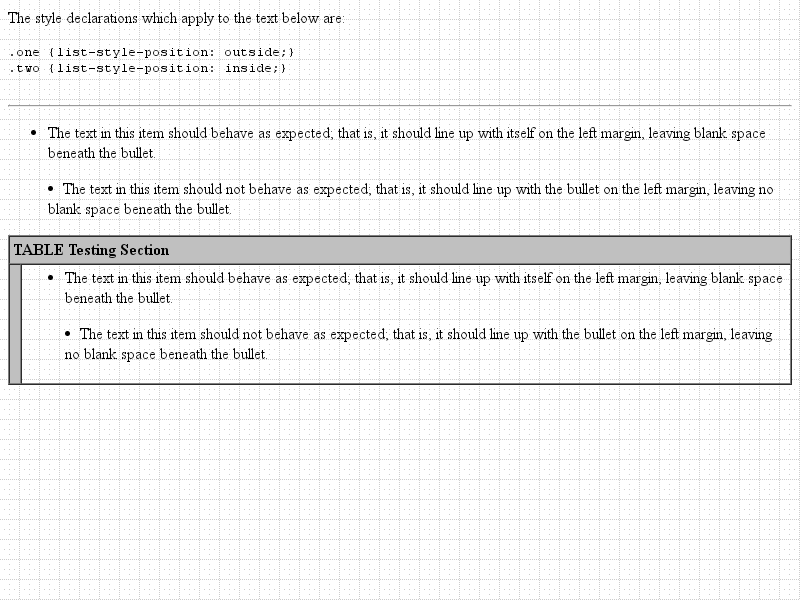 The style declarations which apply to the text below are:
.one {list-style-position: outside;}
.two {list-style-position: inside;}
• The text in this item should behave as expected; that is, it should line up with itself on the left margin, leaving blank space
beneath the bullet.
• The text in this item should not behave as expected; that is, it should line up with the bullet on the left margin, leaving no
blank space beneath the bullet.
TABLE Testing Section
• The text in this item should behave as expected; that is, it should line up with itself on the left margin, leaving blank space
beneath the bullet.
• The text in this item should not behave as expected; that is, it should line up with the bullet on the left margin, leaving
no blank space beneath the bullet.